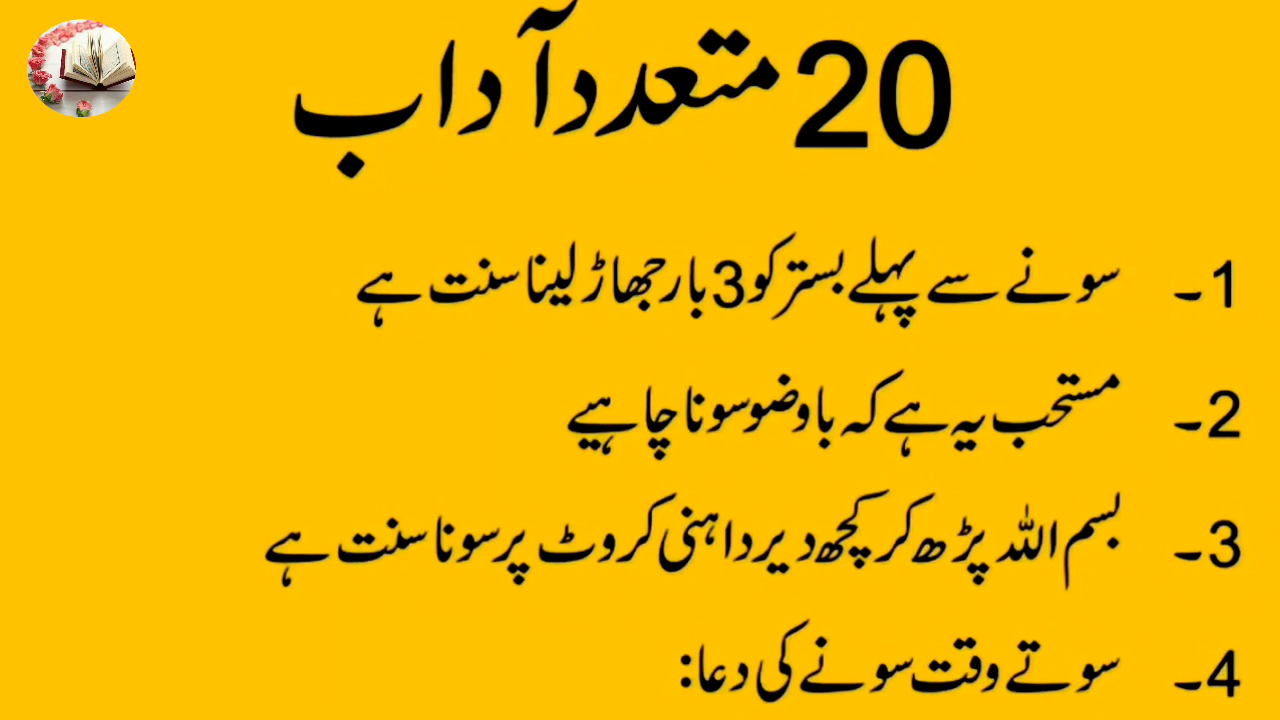 20 متعدد آداب
1۔ سونے سے پہلے بستر کو 3 بار جھاڑ لینا سنت ہے
2۔ مستحب یہ ہے کہ باوضو سونا چاہیے
3۔ بسم اللہ پڑھ کر کچھ دیر داہنی کروٹ پر سونا سنت ہے
4۔ سوتے وقت سونے کی دعا: